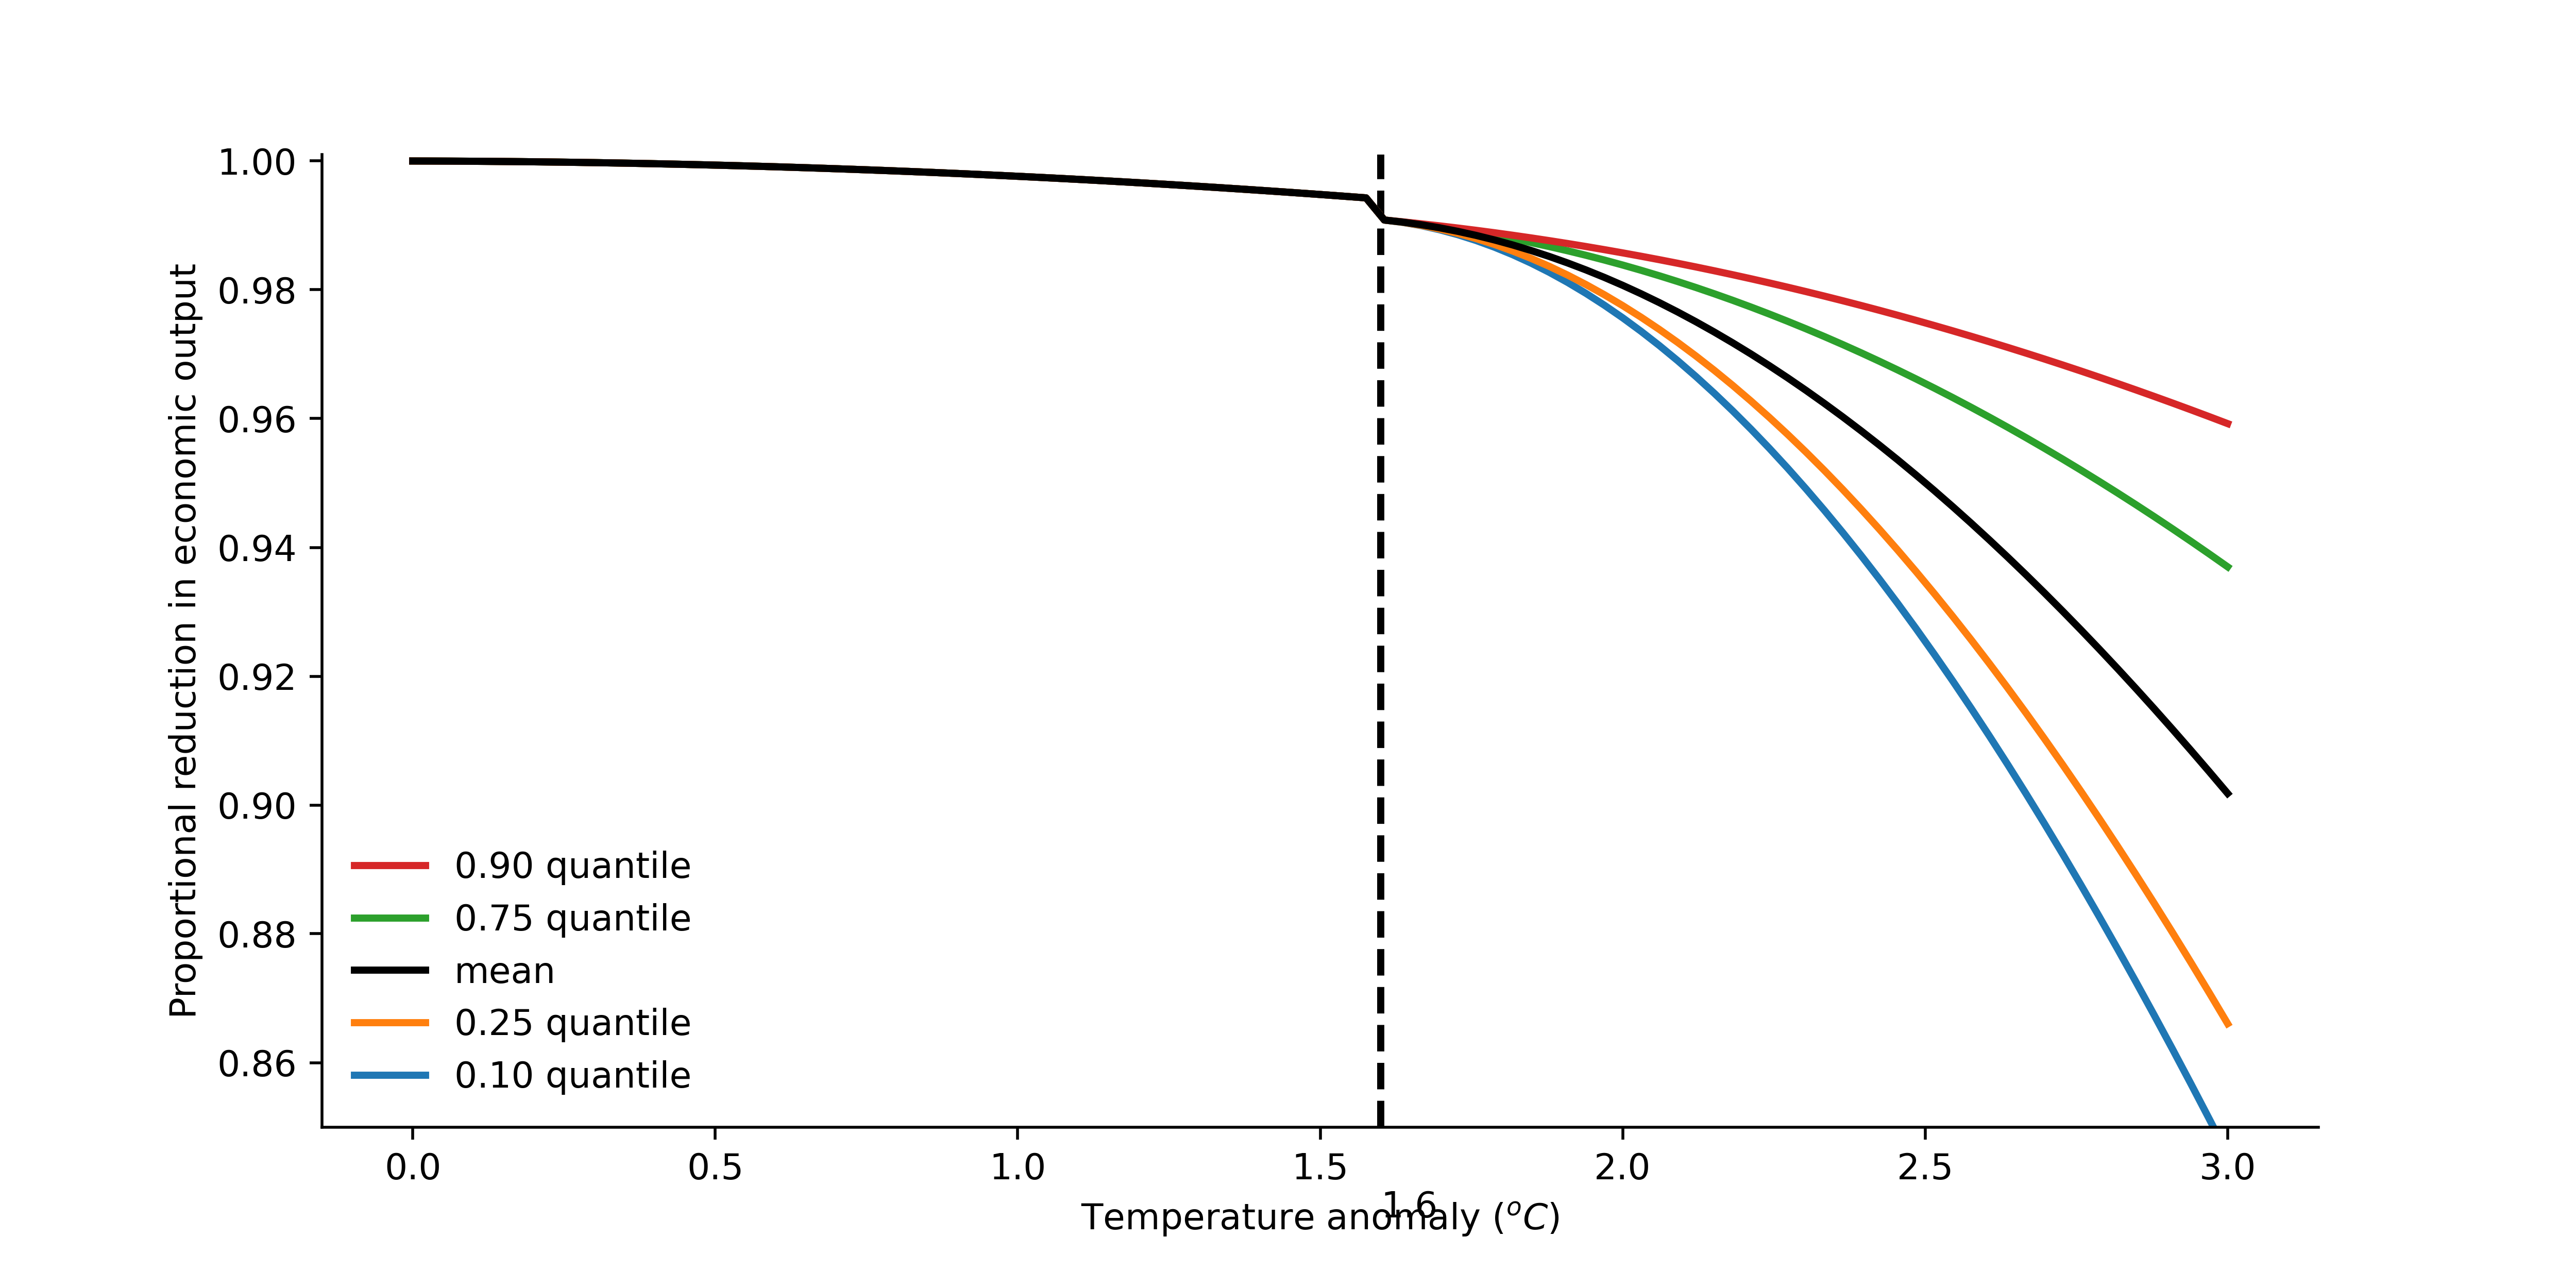 Proportional reduction in economic output
1.00
0.98
0.96
0.94
0.92
0.90
0.88
0.86
0.90 quantile
0.75 quantile
mean
0.25 quantile
0.10 quantile
0.0 0.5 1.0 1.5 2.0 2.5 3.0
1.6
Temperature anomaly (°C)